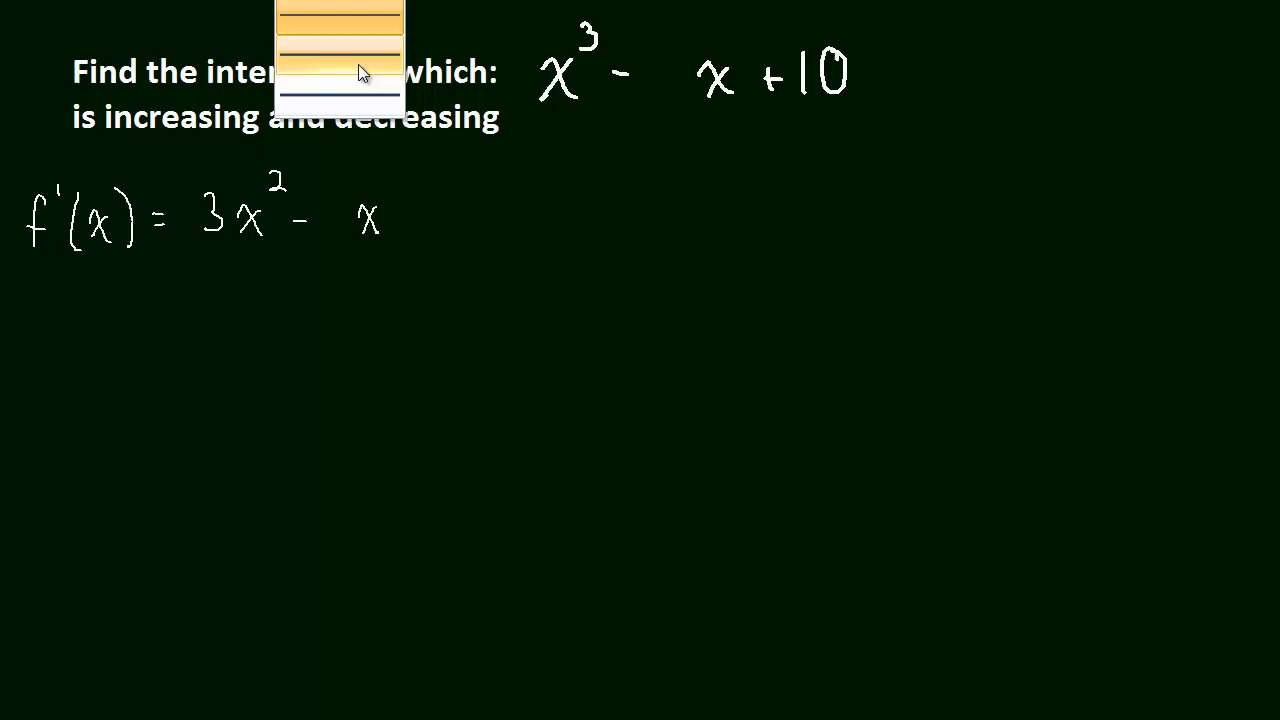 Find the inter which: x³ - x + 10
is increasing and decreasing
f'(x) = 3x² - x